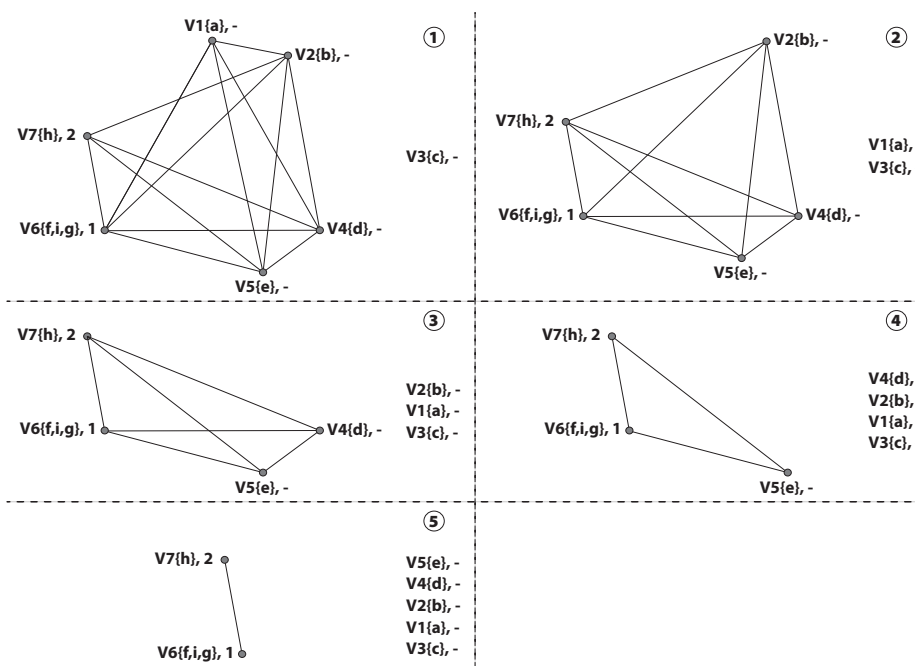 V1{a}, -
①
V2{b}, -
V7{h}, 2
V3{c}, -
V6{f,i,g}, 1
V4{d}, -
V5{e}, -
②
V2{b}, -
V7{h}, 2
V1{a},
V3{c},
V6{f,i,g}, 1
V4{d}, -
V5{e}, -
③
V7{h}, 2
V2{b}, -
V1{a}, -
V3{c}, -
V6{f,i,g}, 1
V4{d}, -
V5{e}, -
④
V7{h}, 2
V4{d},
V2{b},
V1{a},
V3{c},
V6{f,i,g}, 1
V5{e}, -
⑤
V7{h}, 2
V5{e}, -
V4{d}, -
V2{b}, -
V1{a}, -
V3{c}, -
V6{f,i,g}, 1